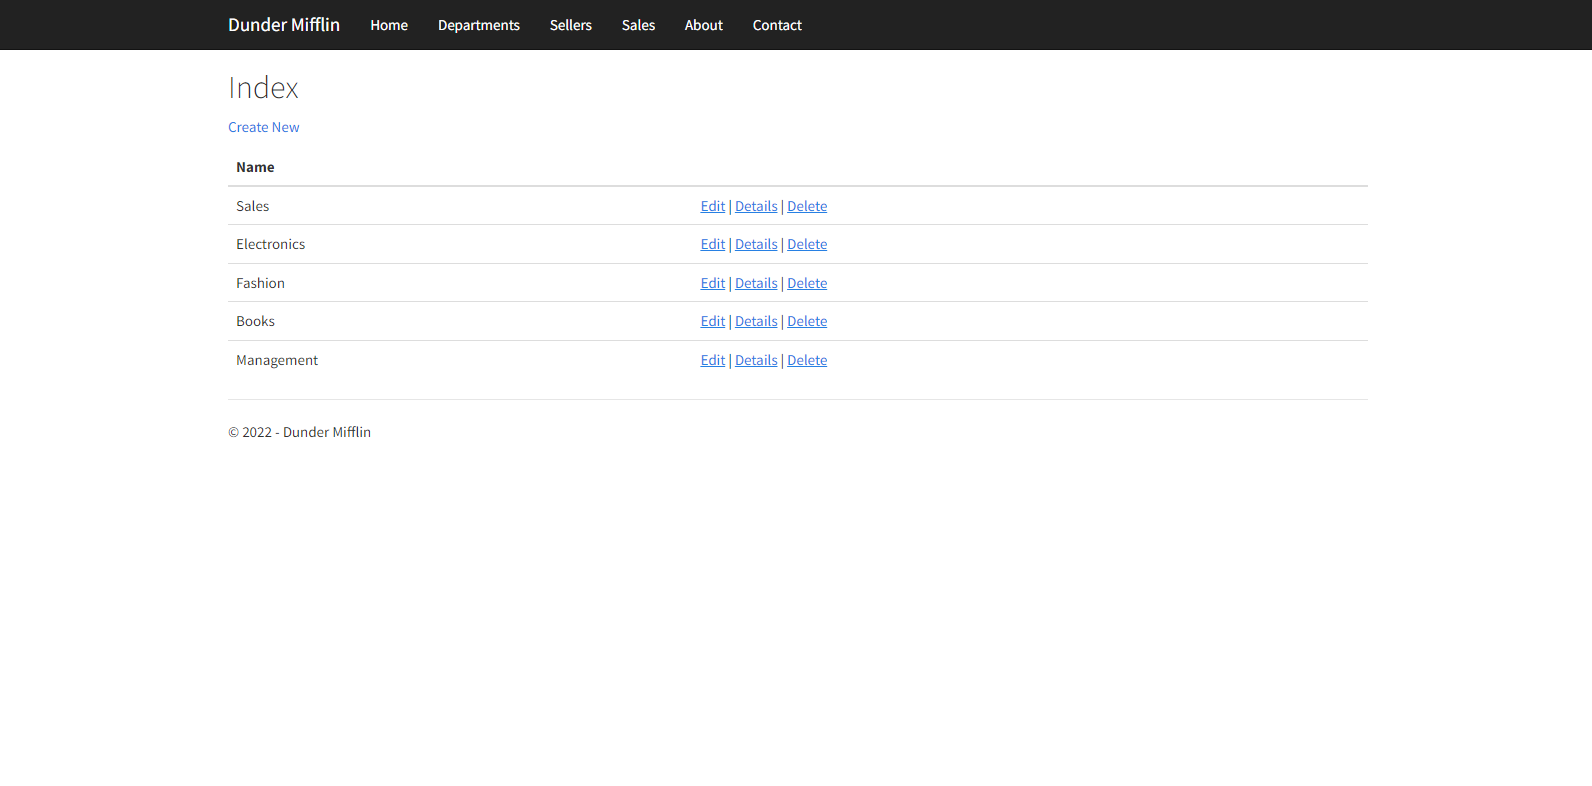 Dunder Mifflin Home Departments Sellers Sales About Contact
Index
Create New
Name
Sales Edit | Details | Delete
Electronics Edit | Details | Delete
Fashion Edit | Details | Delete
Books Edit | Details | Delete
Management Edit | Details | Delete
© 2022 - Dunder Mifflin